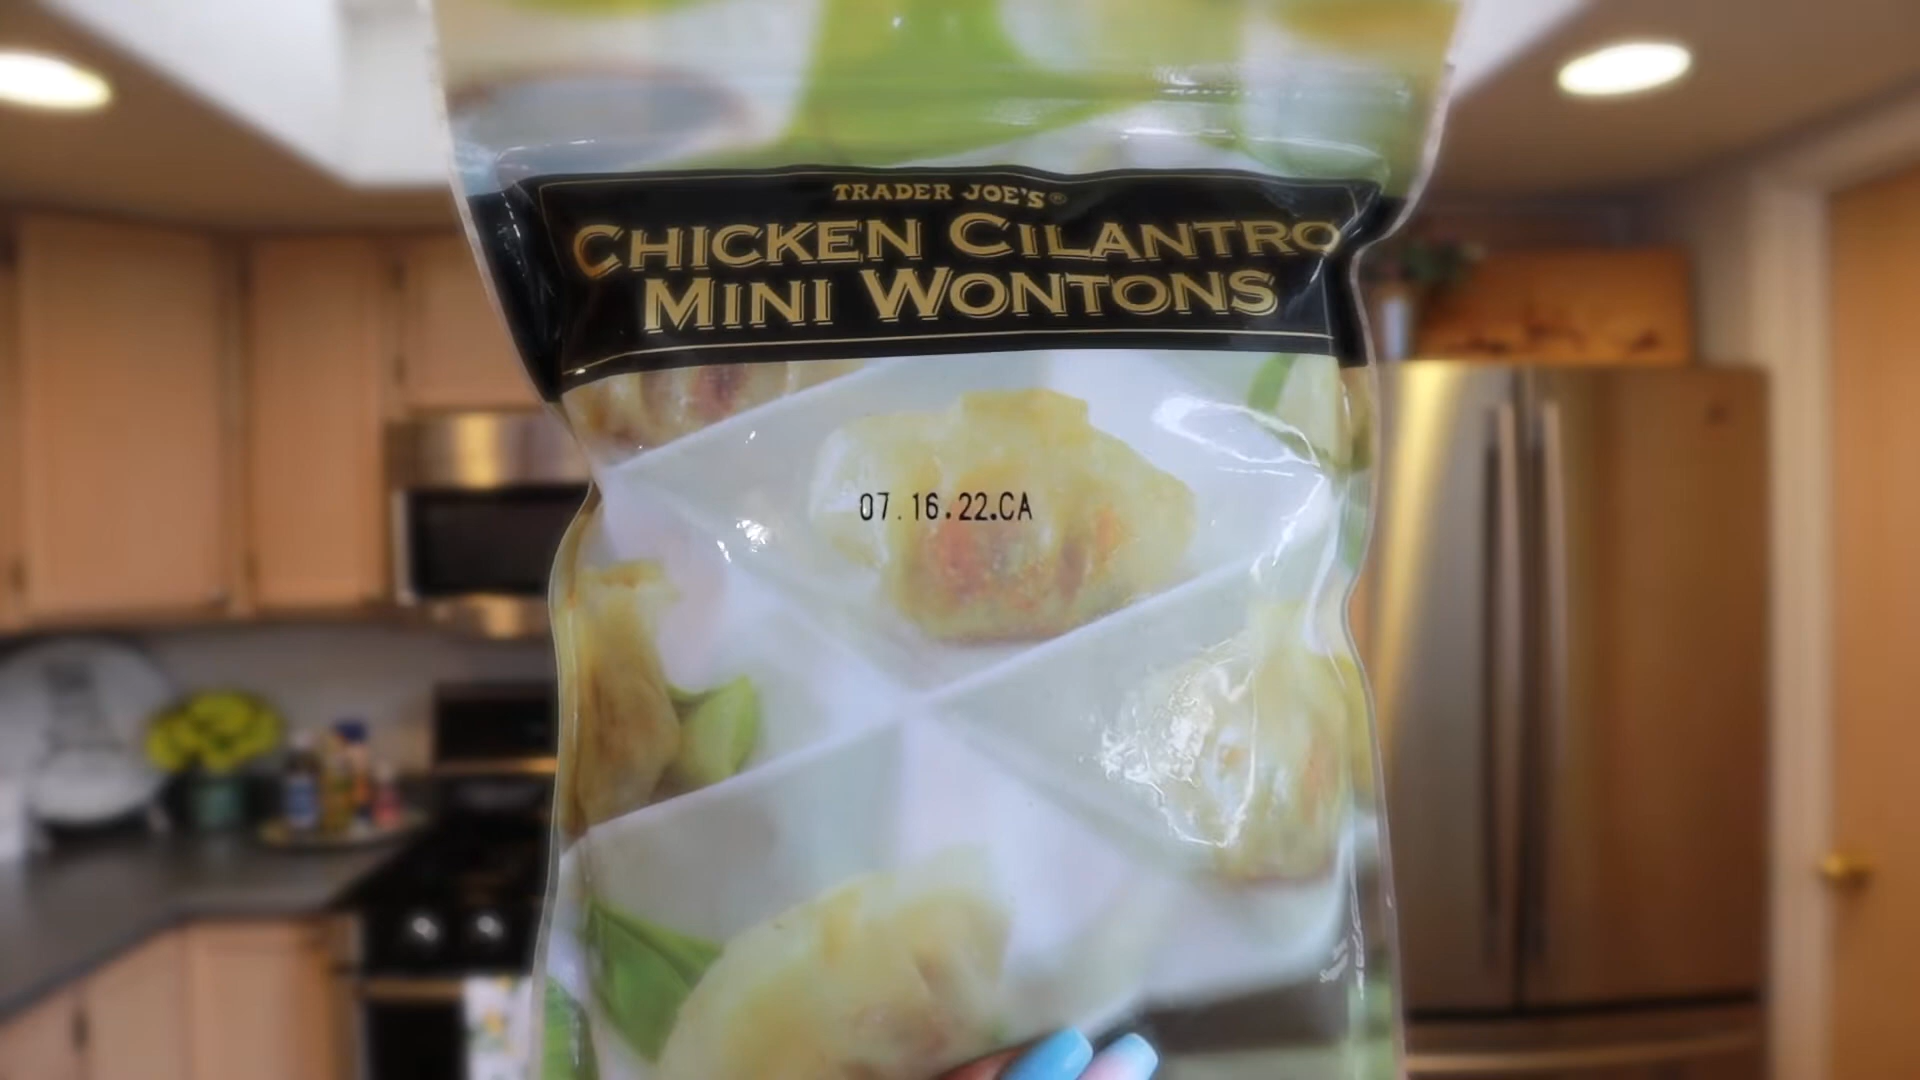 TRADER JOE'S®
CHICKEN CILANTRO
MINI WONTONS
07.16.22.CA